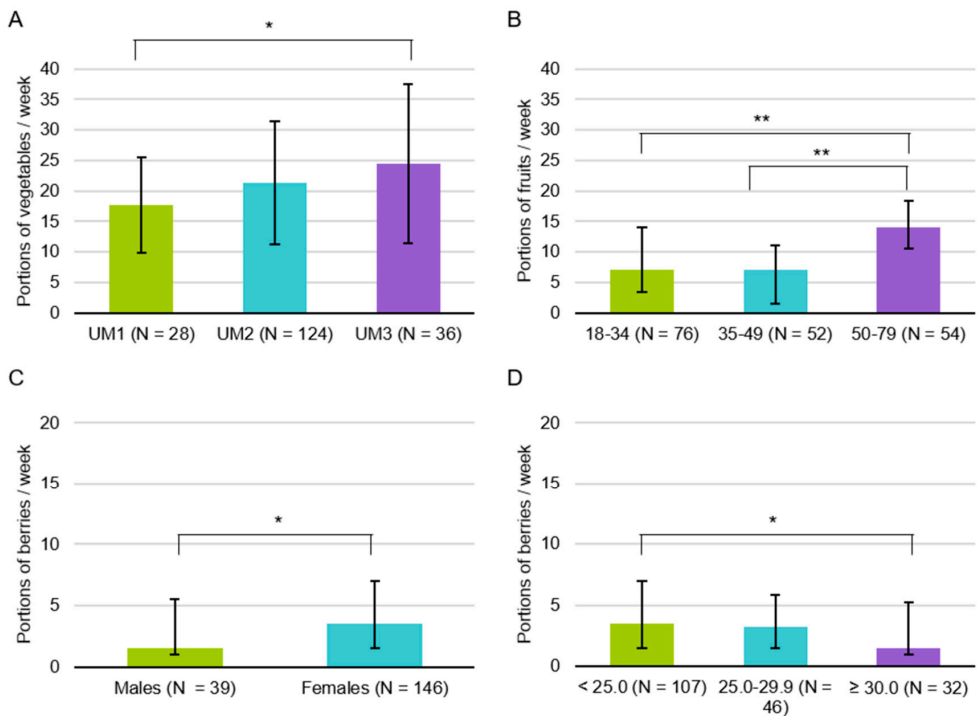 A
*
Portions of vegetables / week
40
35
30
25
20
15
10
5
0
UM1 (N = 28)
UM2 (N = 124)
UM3 (N = 36)
B
**
**
Portions of fruits / week
40
35
30
25
20
15
10
5
0
18-34 (N = 76)
35-49 (N = 52)
50-79 (N = 54)
C
*
Portions of berries / week
20
15
10
5
0
Males (N = 39)
Females (N = 146)
D
*
Portions of berries / week
20
15
10
5
0
< 25.0 (N = 107)
25.0-29.9 (N =
46)
≥ 30.0 (N = 32)